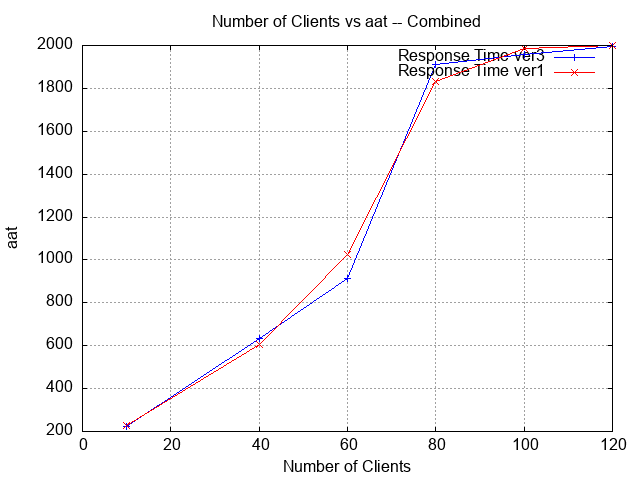 Number of Clients vs aat -- Combined
2000
1800
1600
1400
1200
1000
800
600
400
200
aat
Response Time ver3
Response Time ver1
0 20 40 60 80 100 120
Number of Clients